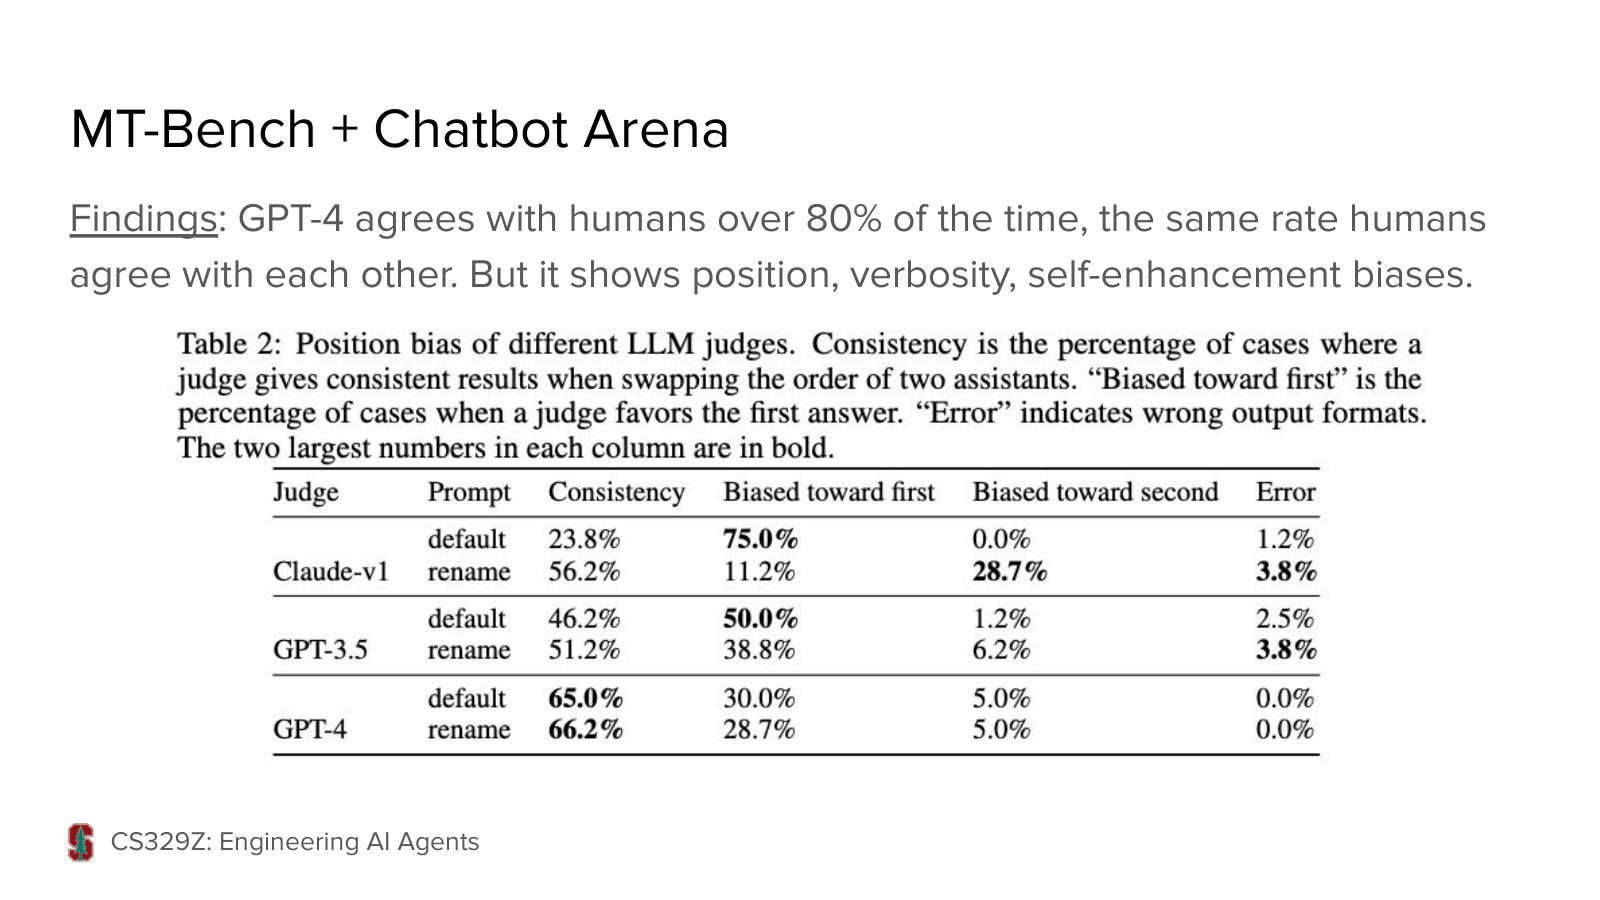 MT-Bench + Chatbot Arena
Findings: GPT-4 agrees with humans over 80% of the time, the same rate humans
agree with each other. But it shows position, verbosity, self-enhancement biases.
Table 2: Position bias of different LLM judges. Consistency is the percentage of cases where a
judge gives consistent results when swapping the order of two assistants. “Biased toward first” is the
percentage of cases when a judge favors the first answer. “Error” indicates wrong output formats.
The two largest numbers in each column are in bold.
Judge Prompt Consistency Biased toward first Biased toward second Error
default 23.8% 75.0% 0.0% 1.2%
Claude-v1 rename 56.2% 11.2% 28.7% 3.8%
default 46.2% 50.0% 1.2% 2.5%
GPT-3.5 rename 51.2% 38.8% 6.2% 3.8%
default 65.0% 30.0% 5.0% 0.0%
GPT-4 rename 66.2% 28.7% 5.0% 0.0%
CS329Z: Engineering AI Agents